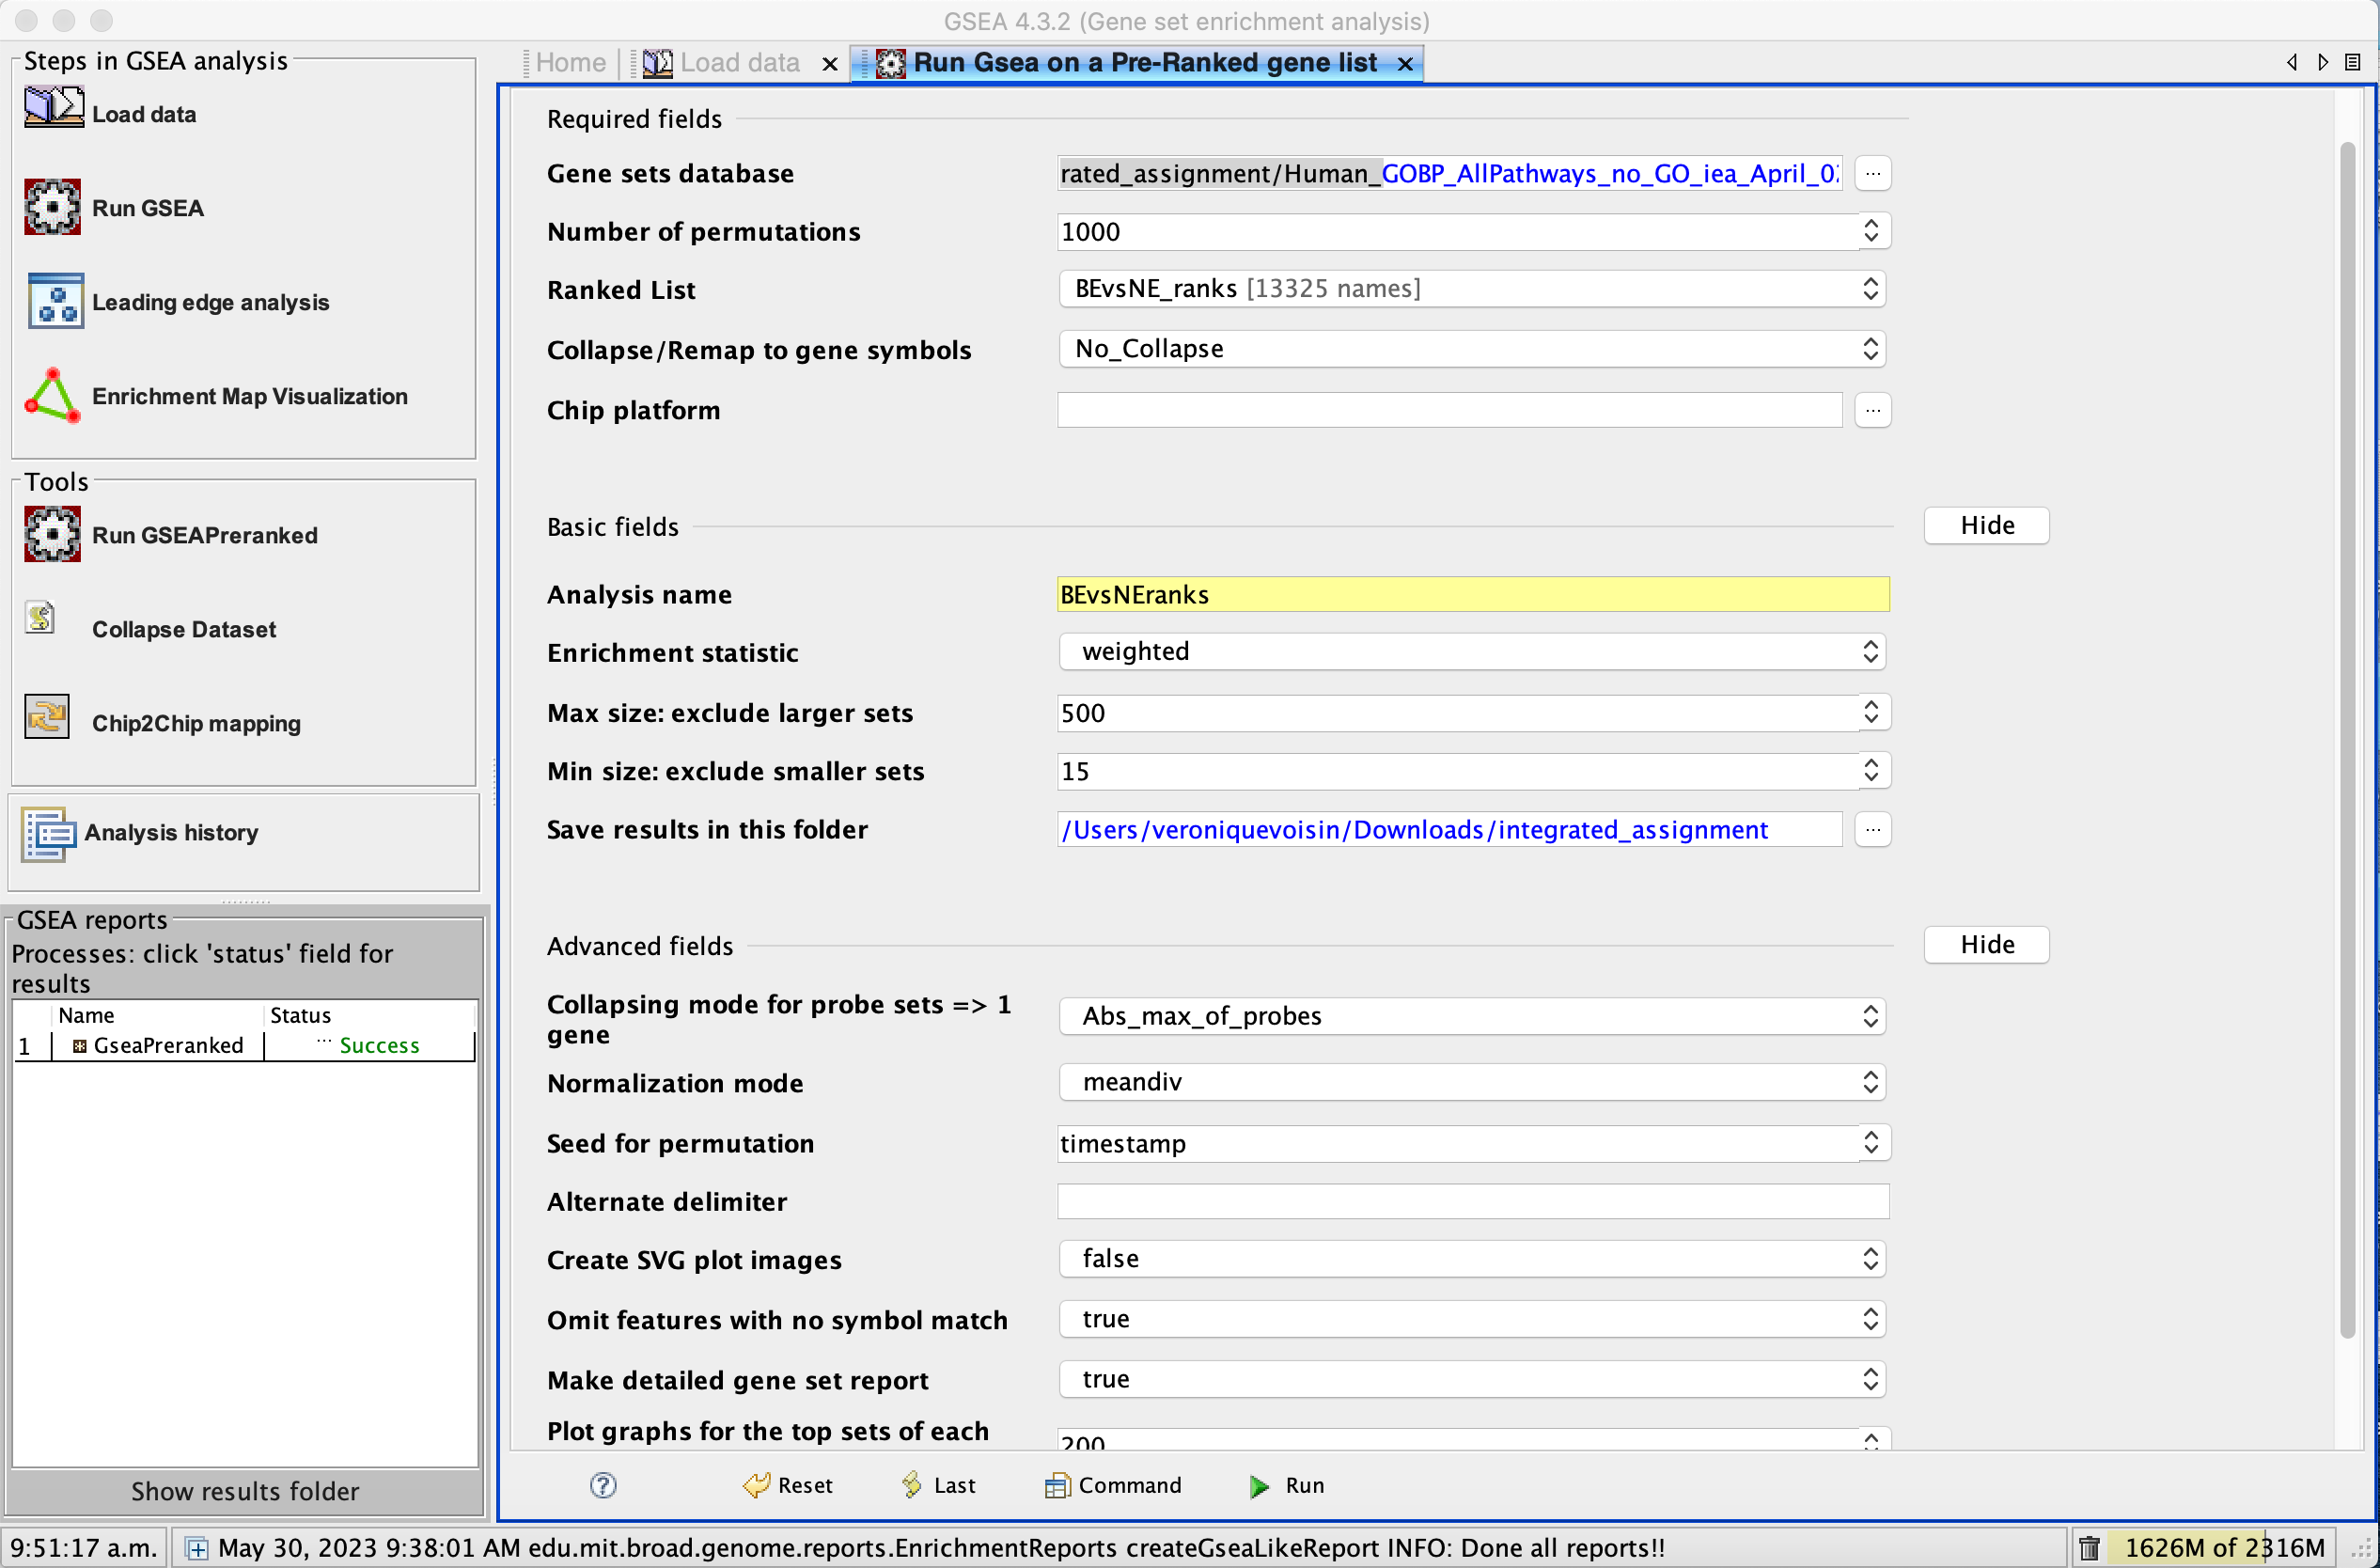 GSEA 4.3.2 (Gene set enrichment analysis)
Steps in GSEA analysis
Load data
Run GSEA
Leading edge analysis
Enrichment Map Visualization
Tools
Run GSEAPreranked
Collapse Dataset
Chip2Chip mapping
Analysis history
GSEA reports
Processes: click 'status' field for
results
Name Status
1 GseaPreranked ... Success
Show results folder
Home Load data x Run Gsea on a Pre-Ranked gene list x
Required fields
Gene sets database rated_assignment/Human_GOBP_AllPathways_no_GO_iea_April_0 ...
Number of permutations 1000
Ranked List BEvsNE_ranks [13325 names]
Collapse/Remap to gene symbols No_Collapse
Chip platform ...
Basic fields Hide
Analysis name BEvsNEranks
Enrichment statistic weighted
Max size: exclude larger sets 500
Min size: exclude smaller sets 15
Save results in this folder /Users/veroniquevoisin/Downloads/integrated_assignment ...
Advanced fields Hide
Collapsing mode for probe sets => 1
gene Abs_max_of_probes
Normalization mode meandiv
Seed for permutation timestamp
Alternate delimiter
Create SVG plot images false
Omit features with no symbol match true
Make detailed gene set report true
Plot graphs for the top sets of each 200
? Reset Last Command Run
9:51:17 a.m. May 30, 2023 9:38:01 AM edu.mit.broad.genome.reports.EnrichmentReports createGseaLikeReport INFO: Done all reports!! 1626M of 2316M